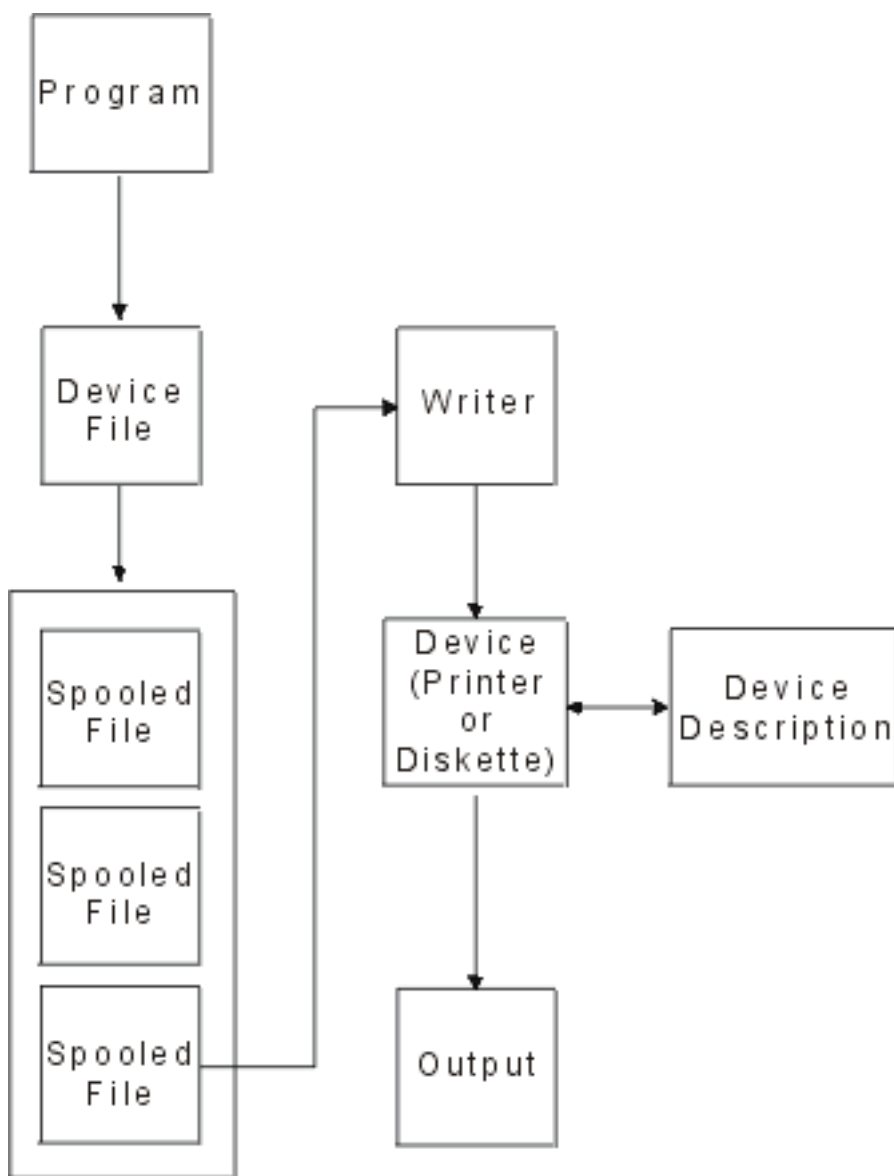 Program
Device
File
Spooled
File
Spooled
File
Spooled
File
Writer
Device
(Printer
or
Diskette)
Device
Description
Output